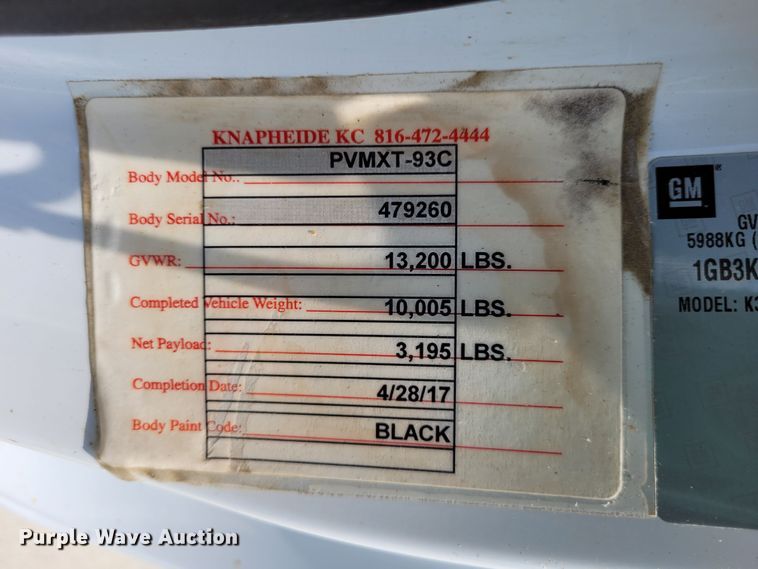 KNAPHEIDE KC 816-472-4444
Body Model No.: PVMXT-93C
Body Serial No.: 479260
GVWR: 13,200 LBS.
Completed Vehicle Weight: 10,005 LBS.
Net Payload: 3,195 LBS.
Completion Date: 4/28/17
Body Paint Code: BLACK
GM
GV
5988KG (
1GB3K
MODEL: K3
Purple Wave Auction